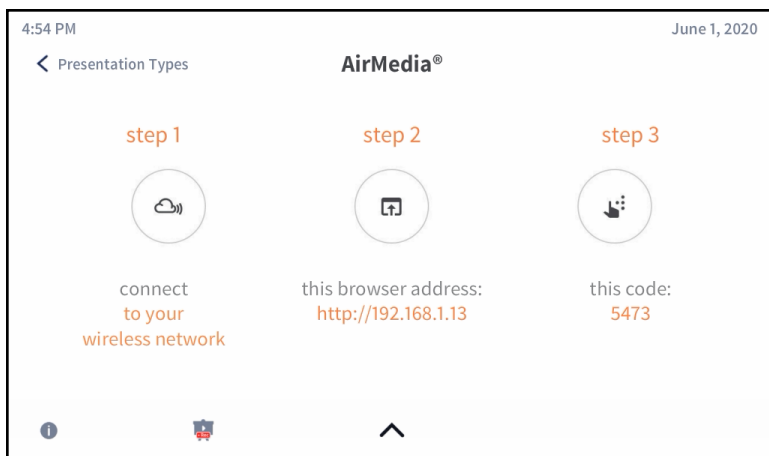 4:54 PM
June 1, 2020
Presentation Types
AirMedia®
step 1
step 2
step 3
connect
to your
wireless network
this browser address:
http://192.168.1.13
this code:
5473